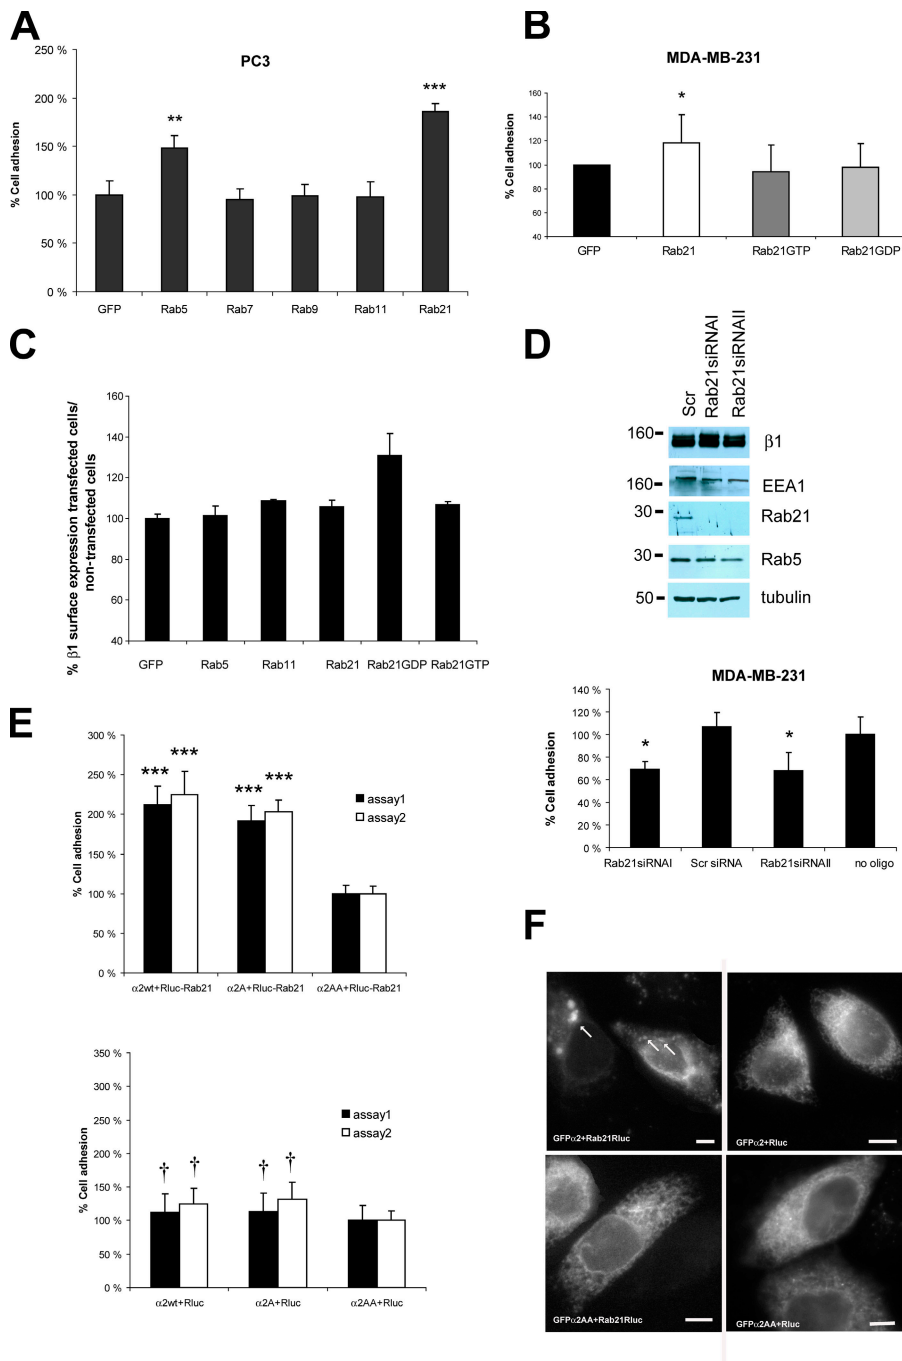 A
PC3
250 %
200 %
150 %
100 %
50 %
0 %
% Cell adhesion
**
***
GFP Rab5 Rab7 Rab9 Rab11 Rab21
B
MDA-MB-231
160
140
120
100
80
60
40
% Cell adhesion
*
GFP Rab21 Rab21GTP Rab21GDP
C
160
140
120
100
80
60
40
% β1 surface expression transfected cells/
non-transfected cells
GFP Rab5 Rab11 Rab21 Rab21GDP Rab21GTP
D
Scr
Rab21siRNAI
Rab21siRNAII
160 β1
160 EEA1
30 Rab21
30 Rab5
50 tubulin
MDA-MB-231
140 %
120 %
100 %
80 %
60 %
40 %
20 %
0 %
% Cell adhesion
*
*
Rab21siRNAI Scr siRNA Rab21siRNAII no oligo
E
300 %
250 %
200 %
150 %
100 %
50 %
0 %
% Cell adhesion
*** *** *** ***
assay1
assay2
α2wt+Rluc-Rab21 α2A+Rluc-Rab21 α2AA+Rluc-Rab21
350 %
300 %
250 %
200 %
150 %
100 %
50 %
0 %
% Cell adhesion
† † † †
assay1
assay2
α2wt+Rluc α2A+Rluc α2AA+Rluc
F
GFPα2+Rab21Rluc
GFPα2+Rluc
GFPα2AA+Rab21Rluc
GFPα2AA+Rluc